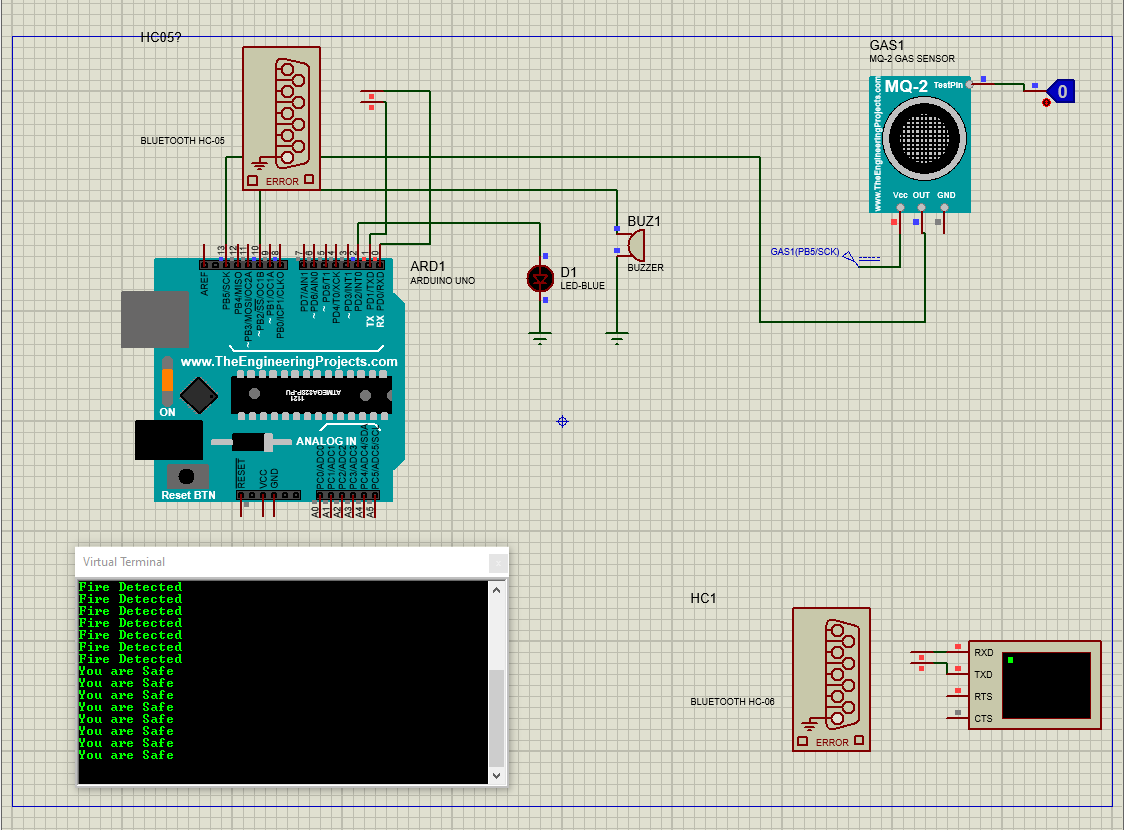 HC05?
BLUETOOTH HC-05
ERROR
GAS1
MQ-2 GAS SENSOR
MQ-2
TestPin
0
www.TheEngineeringProjects.com
Vcc
OUT
GND
GAS1(PB5/SCK)
BUZ1
BUZZER
D1
LED-BLUE
ARD1
ARDUINO UNO
13
12
11
10
9
8
7
6
5
4
3
2
1
0
AREF
PB5/SCK
PB4/MISO
~PB3/MOSI/OC2A
~PB2/SS/OC1B
~PB1/OC1A
PB0/ICP1/CLKO
PD7/AIN1
~PD6/AIN0
~PD5/T1
PD4/T0/XCK
~PD3/INT1
PD2/INT0
TX PD1/TXD
RX PD0/RXD
www.TheEngineeringProjects.com
ATMEGA328P-PU
1121
ON
ANALOG IN
Reset BTN
RESET
VCC
GND
PC0/ADC0
PC1/ADC1
PC2/ADC2
PC3/ADC3
PC4/ADC4/SDA
PC5/ADC5/SCL
A0
A1
A2
A3
A4
A5
Virtual Terminal
Fire Detected
Fire Detected
Fire Detected
Fire Detected
Fire Detected
Fire Detected
Fire Detected
You are Safe
You are Safe
You are Safe
You are Safe
You are Safe
You are Safe
You are Safe
You are Safe
HC1
BLUETOOTH HC-06
ERROR
RXD
TXD
RTS
CTS